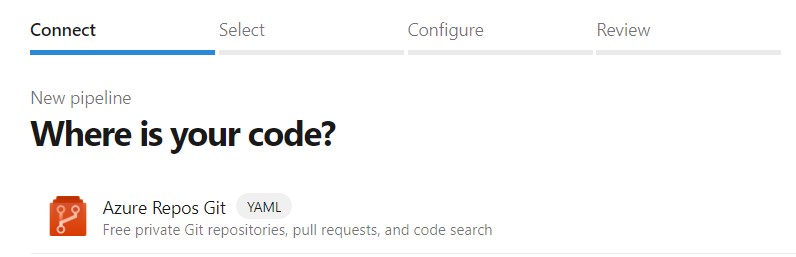 Connect Select Configure Review
New pipeline
Where is your code?
Azure Repos Git YAML
Free private Git repositories, pull requests, and code search